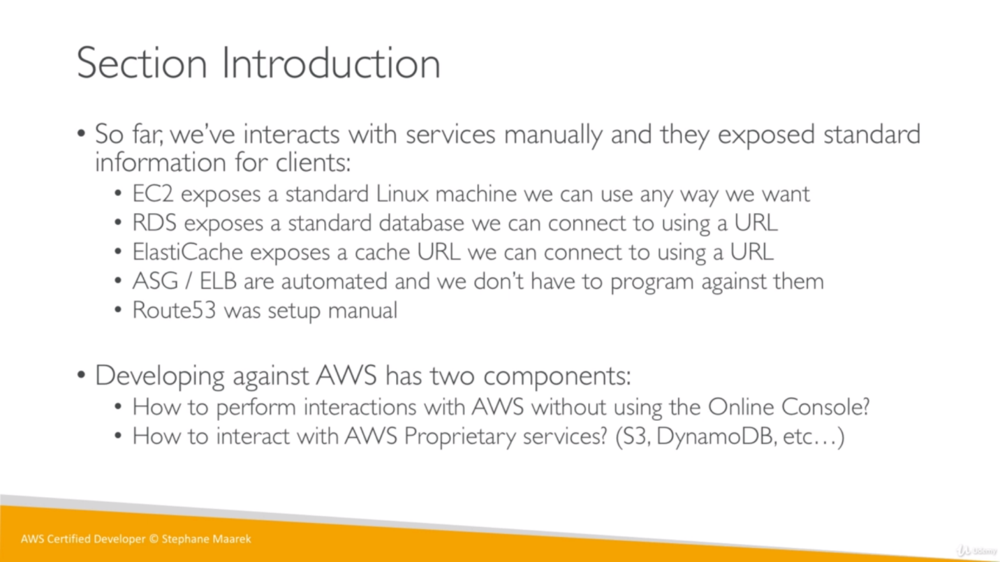 Section Introduction
• So far, we've interacts with services manually and they exposed standard
information for clients:
• EC2 exposes a standard Linux machine we can use any way we want
• RDS exposes a standard database we can connect to using a URL
• ElastiCache exposes a cache URL we can connect to using a URL
• ASG / ELB are automated and we don't have to program against them
• Route53 was setup manual
• Developing against AWS has two components:
• How to perform interactions with AWS without using the Online Console?
• How to interact with AWS Proprietary services? (S3, DynamoDB, etc…)
AWS Certified Developer © Stephane Maarek
Udemy